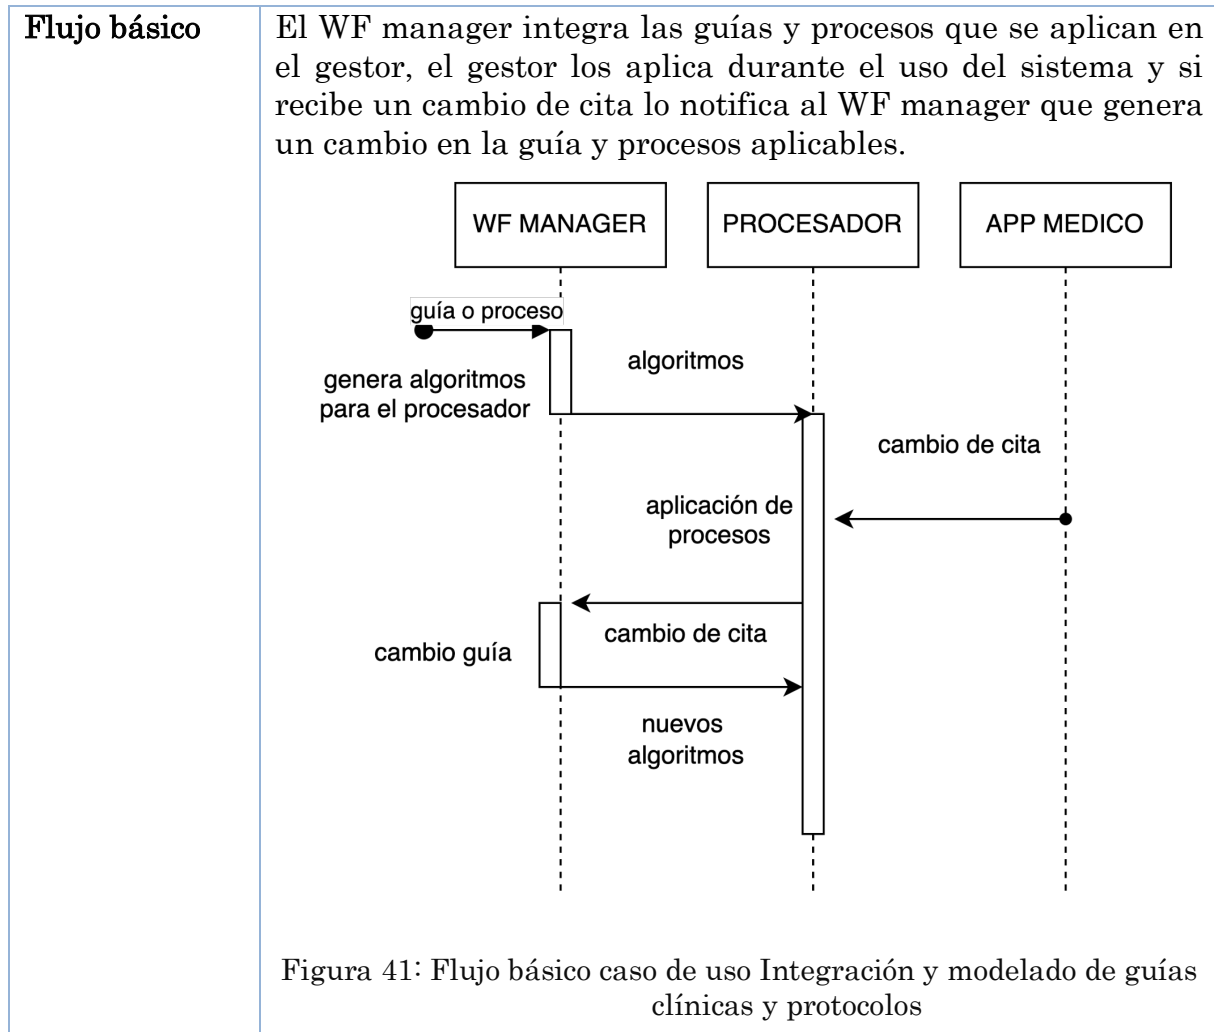 Flujo básico
El WF manager integra las guías y procesos que se aplican en
el gestor, el gestor los aplica durante el uso del sistema y si
recibe un cambio de cita lo notifica al WF manager que genera
un cambio en la guía y procesos aplicables.
WF MANAGER
PROCESADOR
APP MEDICO
guía o proceso
algoritmos
genera algoritmos
para el procesador
cambio de cita
aplicación de
procesos
cambio de cita
cambio guía
nuevos
algoritmos
Figura 41: Flujo básico caso de uso Integración y modelado de guías
clínicas y protocolos